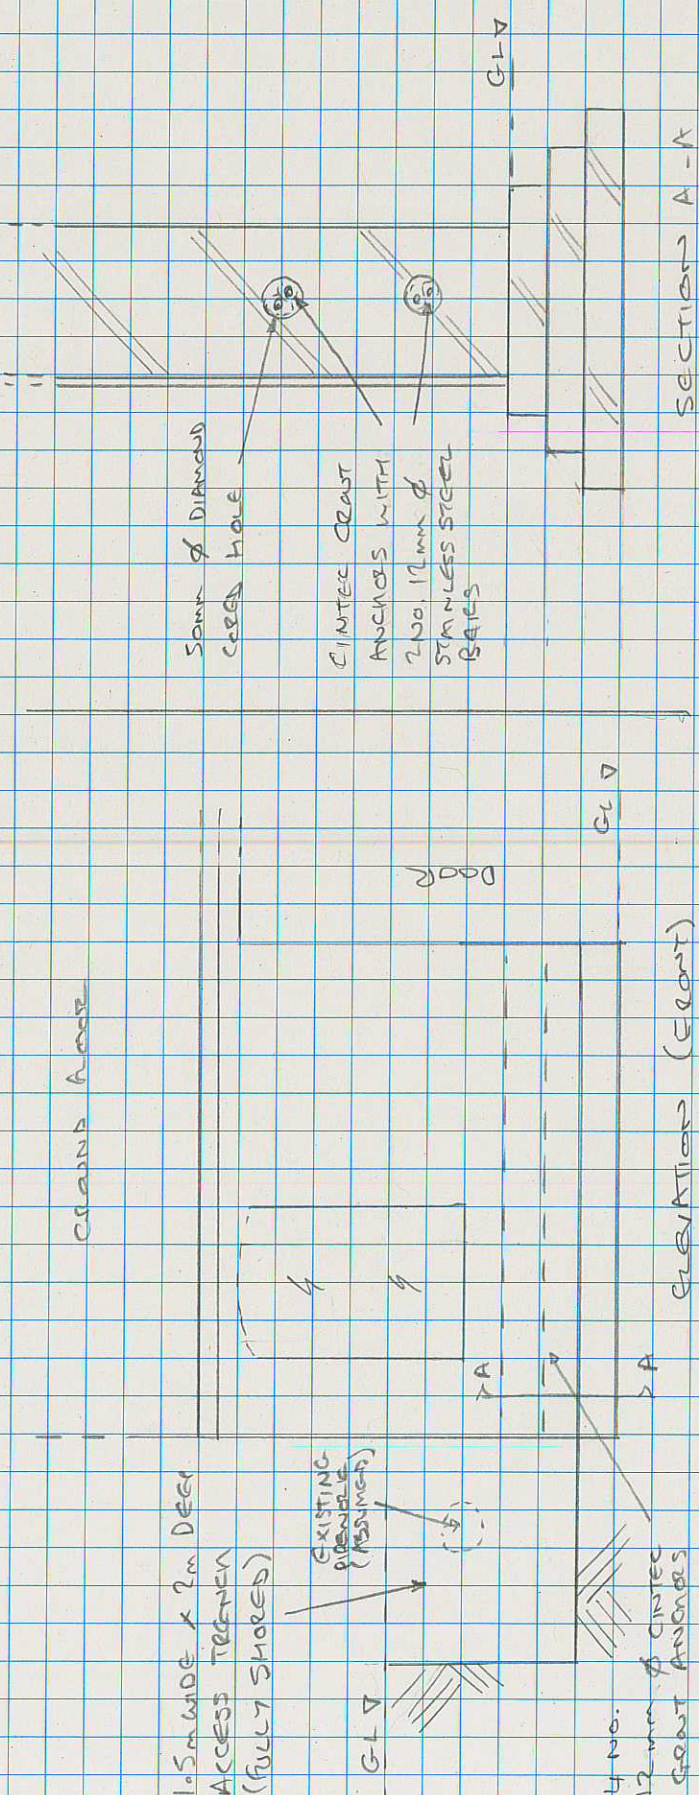 GROUND FLOOR
1.5m WIDE x 2m DEEP
ACCESS TRENCH
(FULLY SHORED)
EXISTING
PIPEWORK
(ASSUMED)
GL
A
A
DOOR
GL
4 NO.
12mm Ø CINTEC
GROUT ANCHORS
ELEVATION (FRONT)
50mm Ø DIAMOND
CORED HOLE
CINTEC GROUT
ANCHORS WITH
2 NO. 12mm Ø
STAINLESS STEEL
BARS
GL
SECTION A-A